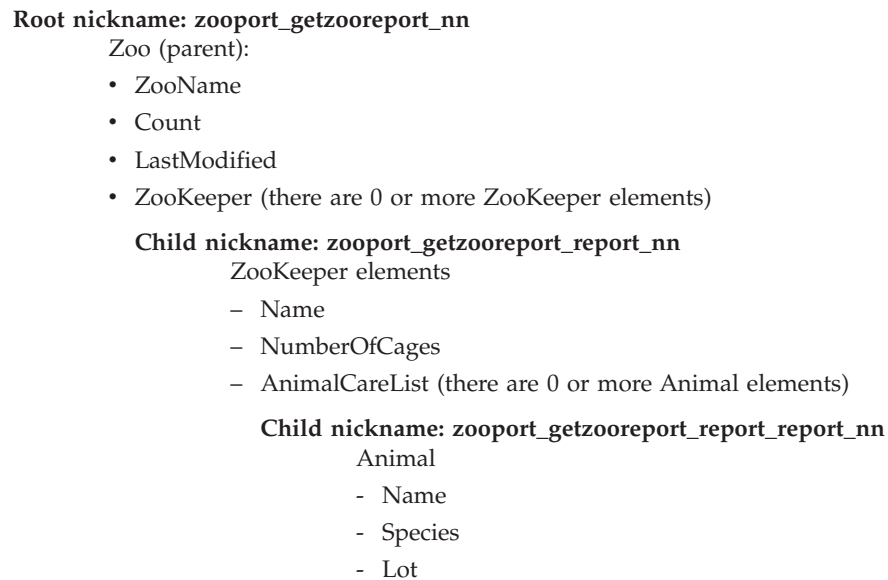 Root nickname: zooport_getzooreport_nn
Zoo (parent):
• ZooName
• Count
• LastModified
• ZooKeeper (there are 0 or more ZooKeeper elements)
Child nickname: zooport_getzooreport_report_nn
ZooKeeper elements
– Name
– NumberOfCages
– AnimalCareList (there are 0 or more Animal elements)
Child nickname: zooport_getzooreport_report_report_nn
Animal
- Name
- Species
- Lot